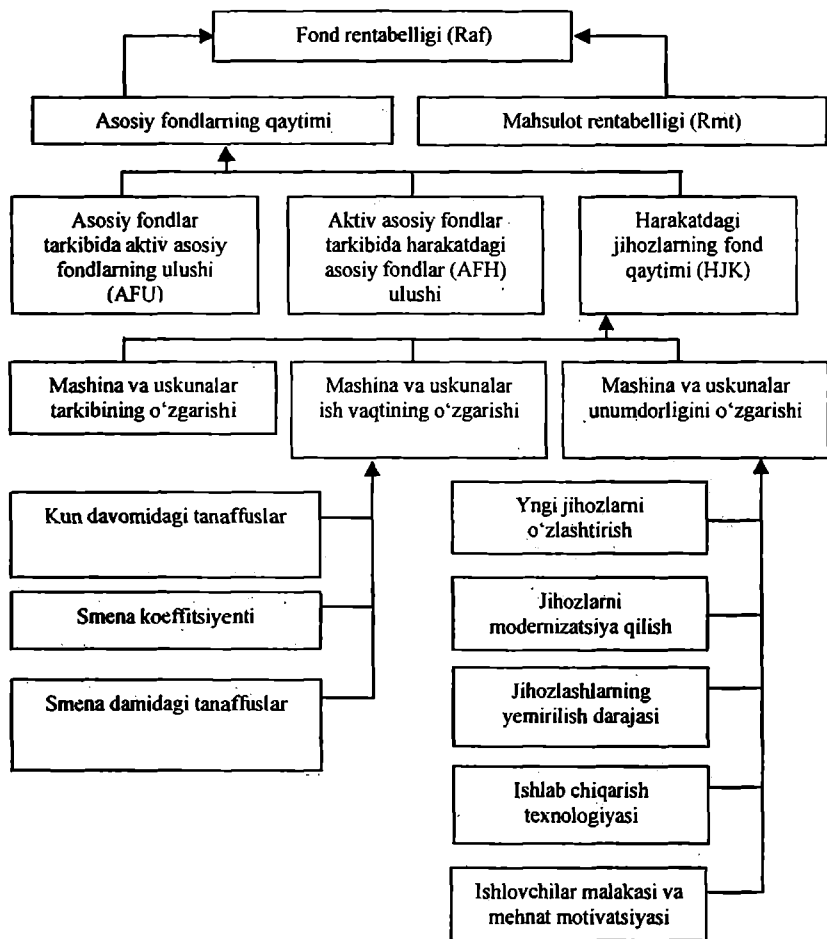 Fond rentabelligi (Raf)
Asosiy fondlarning qaytimi
Mahsulot rentabelligi (Rmt)
Asosiy fondlar
tarkibida aktiv asosiy
fondlarning ulushi
(AFU)
Aktiv asosiy fondlar
tarkibida harakatdagi
asosiy fondlar (AFH)
ulushi
Harakatdagi
jihozlarning fond
qaytimi (HJK)
Mashina va uskunalar
tarkibining o‘zgarishi
Mashina va uskunalar
ish vaqtining o‘zgarishi
Mashina va uskunalar
unumdorligini o‘zgarishi
Kun davomidagi tanaffuslar
Smena koeffitsiyenti
Smena damidagi tanaffuslar
Yngi jihozlarni
o‘zlashtirish
Jihozlarni
modernizatsiya qilish
Jihozlashlarning
yemirilish darajasi
Ishlab chiqarish
texnologiyasi
Ishlovchilar malakasi va
mehnat motivatsiyasi